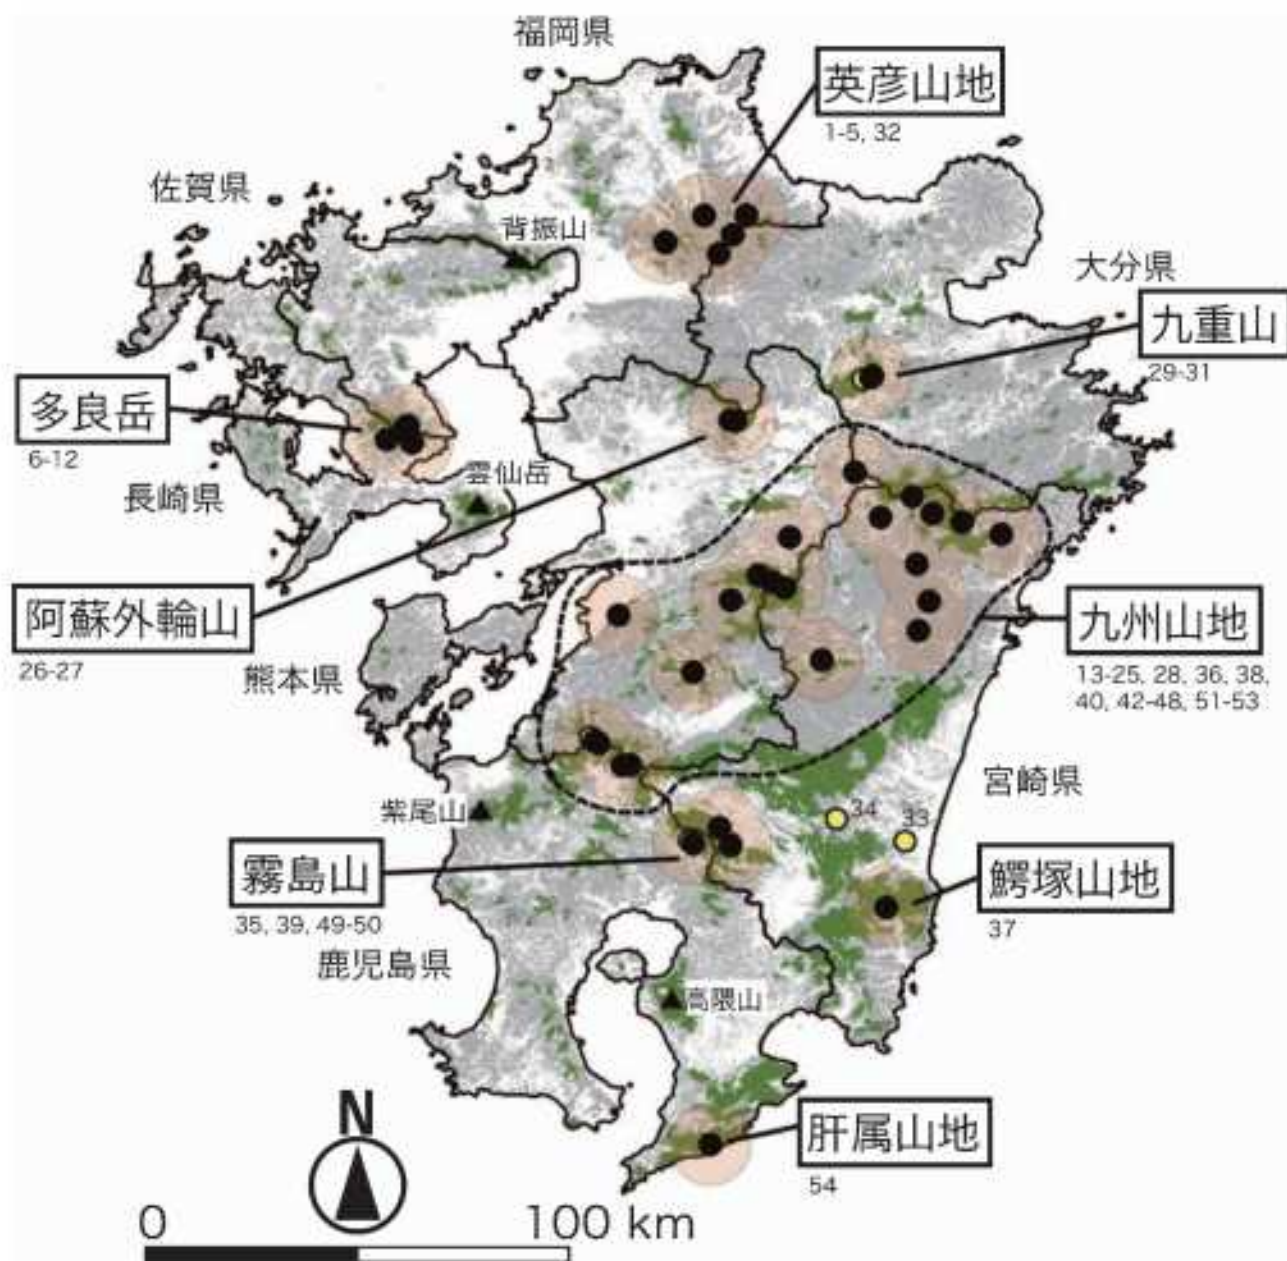 福岡県
英彦山地
1-5, 32
佐賀県
背振山
大分県
九重山
29-31
多良岳
6-12
長崎県
雲仙岳
阿蘇外輪山
26-27
熊本県
九州山地
13-25, 28, 36, 38,
40, 42-48, 51-53
宮崎県
紫尾山
34
33
霧島山
35, 39, 49-50
鰐塚山地
37
鹿児島県
高隈山
肝属山地
54
N
0 100 km